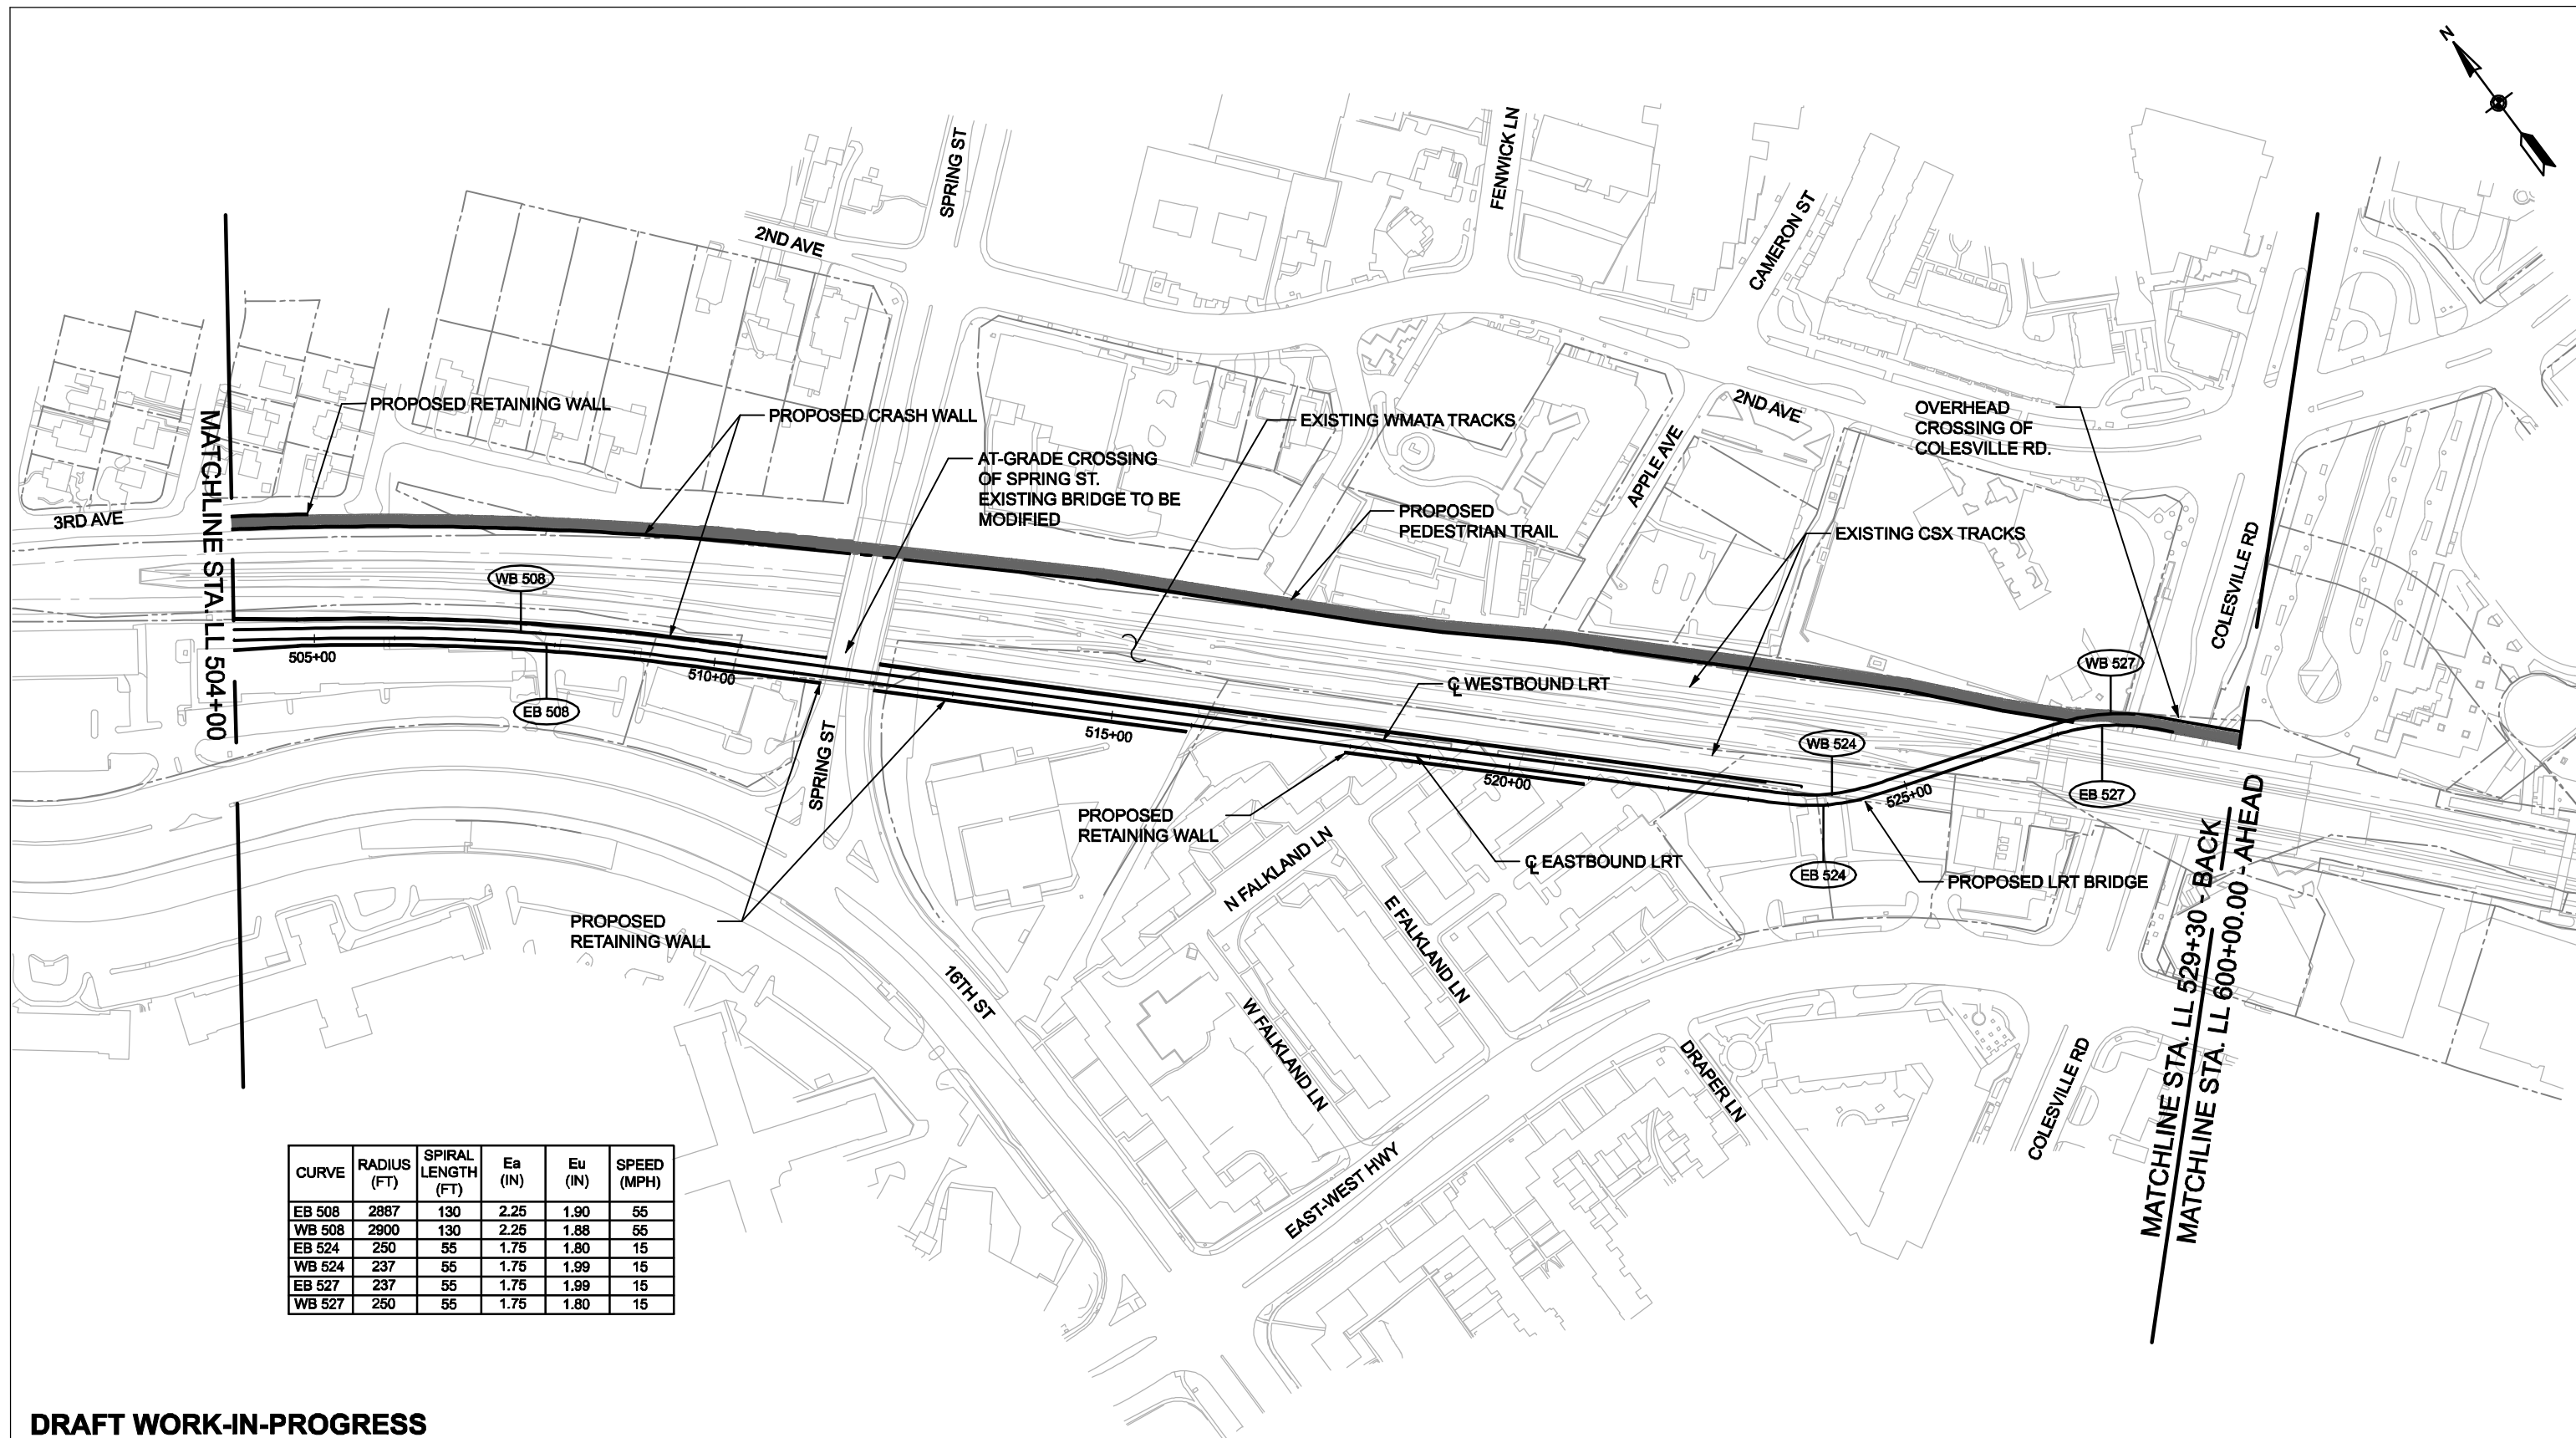 N
SPRING ST
FENWICK LN
2ND AVE
CAMERON ST
PROPOSED RETAINING WALL
PROPOSED CRASH WALL
EXISTING WMATA TRACKS
2ND AVE
OVERHEAD
CROSSING OF
COLESVILLE RD.
AT-GRADE CROSSING
OF SPRING ST.
EXISTING BRIDGE TO BE
MODIFIED
APPLE AVE
3RD AVE
PROPOSED
PEDESTRIAN TRAIL
EXISTING CSX TRACKS
COLESVILLE RD
MATCHLINE STA. LL 504+00
WB 508
505+00
510+00
EB 508
SPRING ST
515+00
℄ WESTBOUND LRT
WB 527
WB 524
520+00
525+00
EB 527
PROPOSED
RETAINING WALL
N FALKLAND LN
℄ EASTBOUND LRT
EB 524
PROPOSED LRT BRIDGE
PROPOSED
RETAINING WALL
E FALKLAND LN
16TH ST
W FALKLAND LN
DRAPER LN
COLESVILLE RD
EAST-WEST HWY
MATCHLINE STA. LL 529+30 - BACK
MATCHLINE STA. LL 600+00.00 - AHEAD
CURVE RADIUS (FT) SPIRAL LENGTH (FT) Ea (IN) Eu (IN) SPEED (MPH)
EB 508 2887 130 2.25 1.90 55
WB 508 2900 130 2.25 1.88 55
EB 524 250 55 1.75 1.80 15
WB 524 237 55 1.75 1.99 15
EB 527 237 55 1.75 1.99 15
WB 527 250 55 1.75 1.80 15
DRAFT WORK-IN-PROGRESS